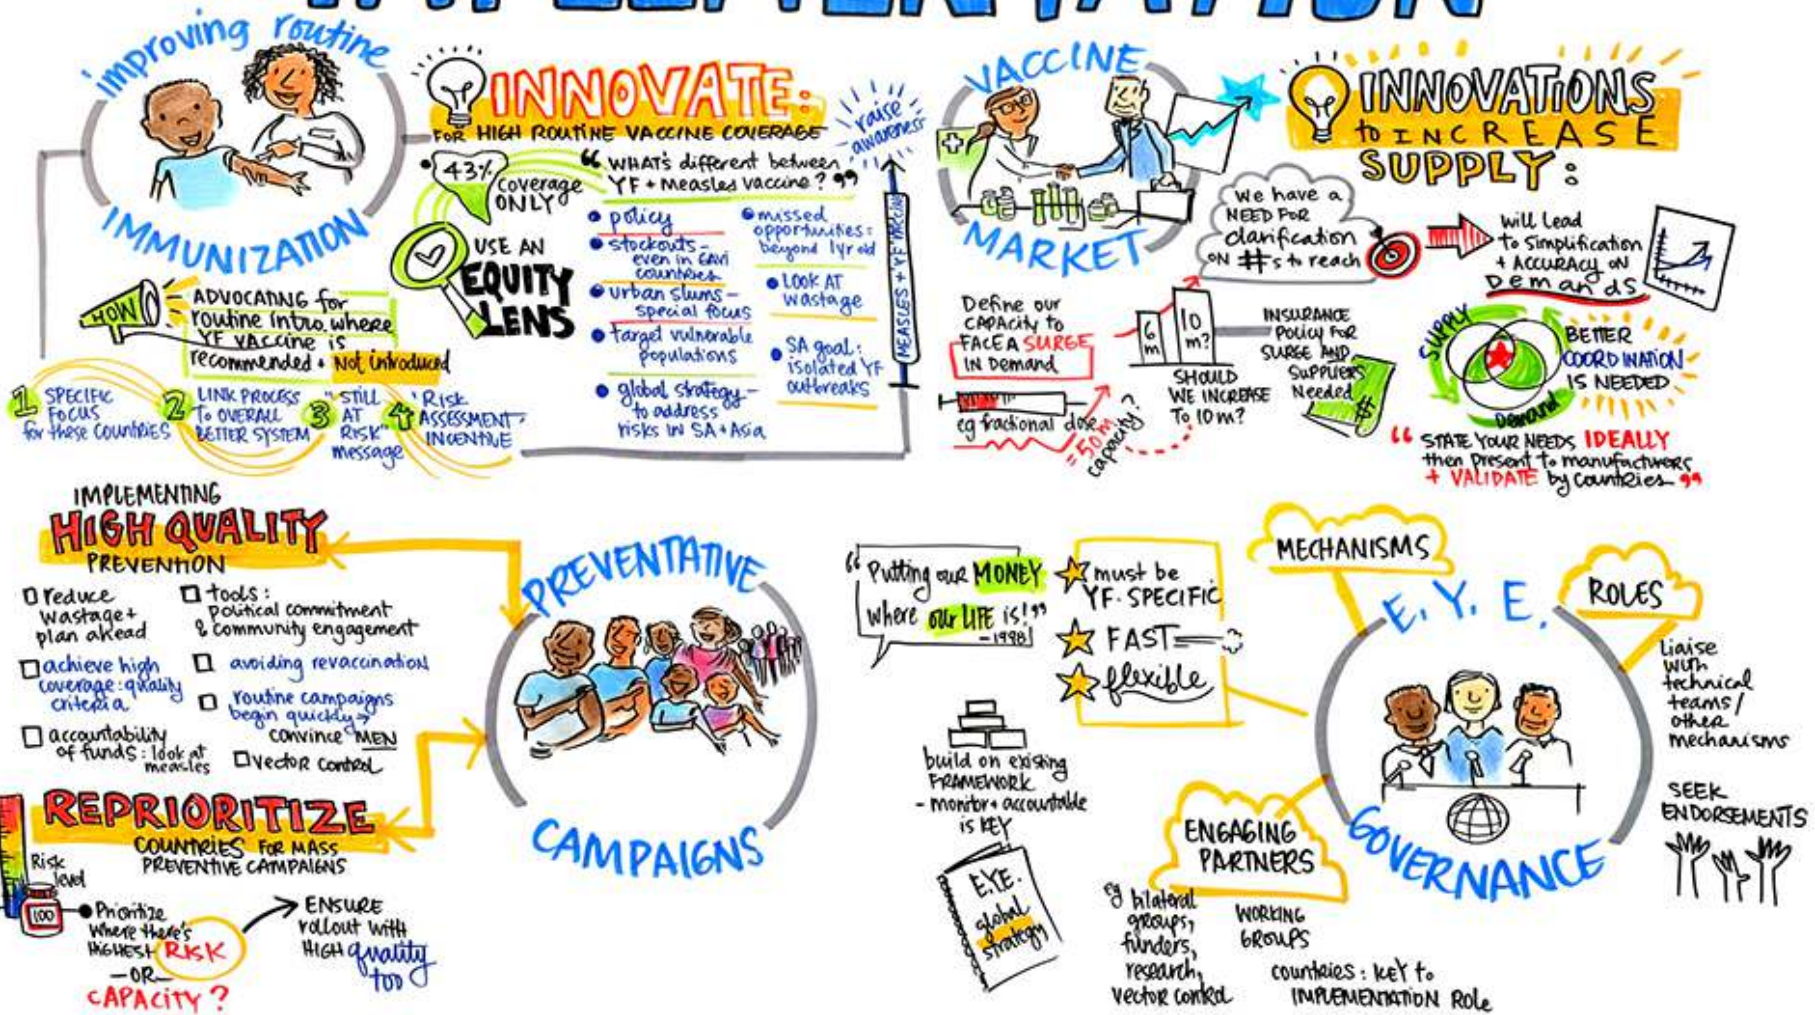 IMPLEMENTATION
improving routine
IMMUNIZATION
HOW
ADVOCATING for
routine intro. where
YF VACCINE is
recommended + Not introduced
1 SPECIFIC
FOCUS
for these countries
2 LINK PROCESS
to OVERALL
BETTER SYSTEM
3 "STILL
AT
RISK"
message
4 Risk
ASSESSMENT
INCENTIVE
INNOVATE:
FOR HIGH ROUTINE VACCINE COVERAGE
43%
coverage
ONLY
USE AN
EQUITY
LENS
"WHAT'S different between
YF + Measles vaccine?"
policy
stockouts -
even in GAVI
countries
urban slums -
special focus
target vulnerable
populations
global strategy -
to address
risks in SA + Asia
missed
opportunities:
beyond 1yr old
LOOK AT
wastage
SA goal:
isolated YF
outbreaks
raise
awareness
MEASLES + YF VACCINE
VACCINE
MARKET
Define our
CAPACITY to
FACE A SURGE
IN Demand
eg fractional dose
= 50 m
capacity?
6
m
10
m?
SHOULD
WE INCREASE
TO 10 m?
INSURANCE
Policy FOR
SURGE AND
SUPPLIERS
Needed
$
INNOVATIONS
to INCREASE
SUPPLY:
We have a
NEED FOR
clarification
ON #s to reach
will Lead
to simplification
+ ACCURACY ON
Demands
SUPPLY
Demand
BETTER
COORDINATION
IS NEEDED
"STATE YOUR NEEDS IDEALLY
then present to manufacturers
+ VALIDATE by countries"
IMPLEMENTING
HIGH QUALITY
PREVENTION
reduce
wastage +
plan ahead
achieve high
coverage: quality
criteria
accountability
of funds: look at
measles
tools:
political commitment
& community engagement
avoiding revaccination
routine campaigns
begin quickly →
convince MEN
vector control
REPRIORITIZE
COUNTRIES FOR MASS
PREVENTIVE CAMPAIGNS
Risk
level
100
Prioritize
where there's
HIGHEST RISK
- OR -
CAPACITY?
ENSURE
rollout with
HIGH quality
too
PREVENTATIVE
CAMPAIGNS
"Putting our MONEY
where our LIFE is!"
- 1998
must be
YF-SPECIFIC
FAST
flexible
build on existing
FRAMEWORK
- monitor + accountable
is KEY
E.Y.E.
global
strategy
MECHANISMS
ROLES
liaise
with
technical
teams/
other
mechanisms
SEEK
ENDORSEMENTS
E.Y.E.
GOVERNANCE
ENGAGING
PARTNERS
eg bilateral
groups,
funders,
research,
vector control
WORKING
GROUPS
countries: KEY to
IMPLEMENTATION Role